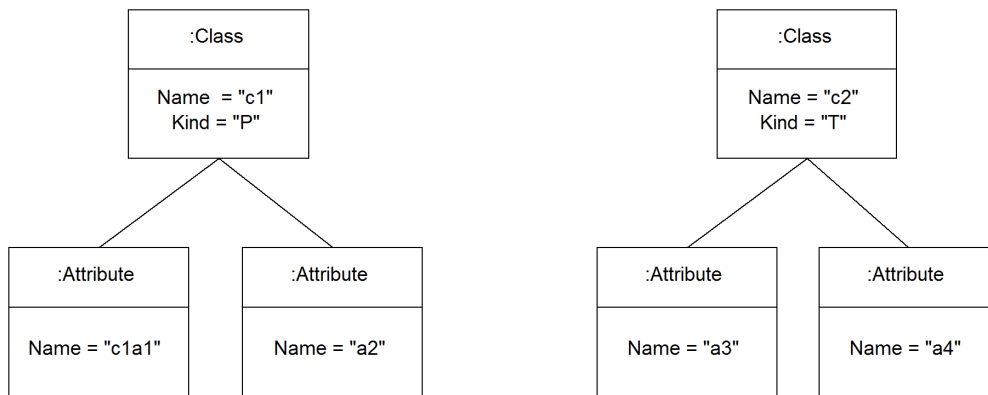 :Class
Name  = "c1"
Kind = "P"
:Class
Name = "c2"
Kind = "T"
:Attribute
Name = "c1a1"
:Attribute
Name = "a2"
:Attribute
Name = "a3"
:Attribute
Name = "a4"